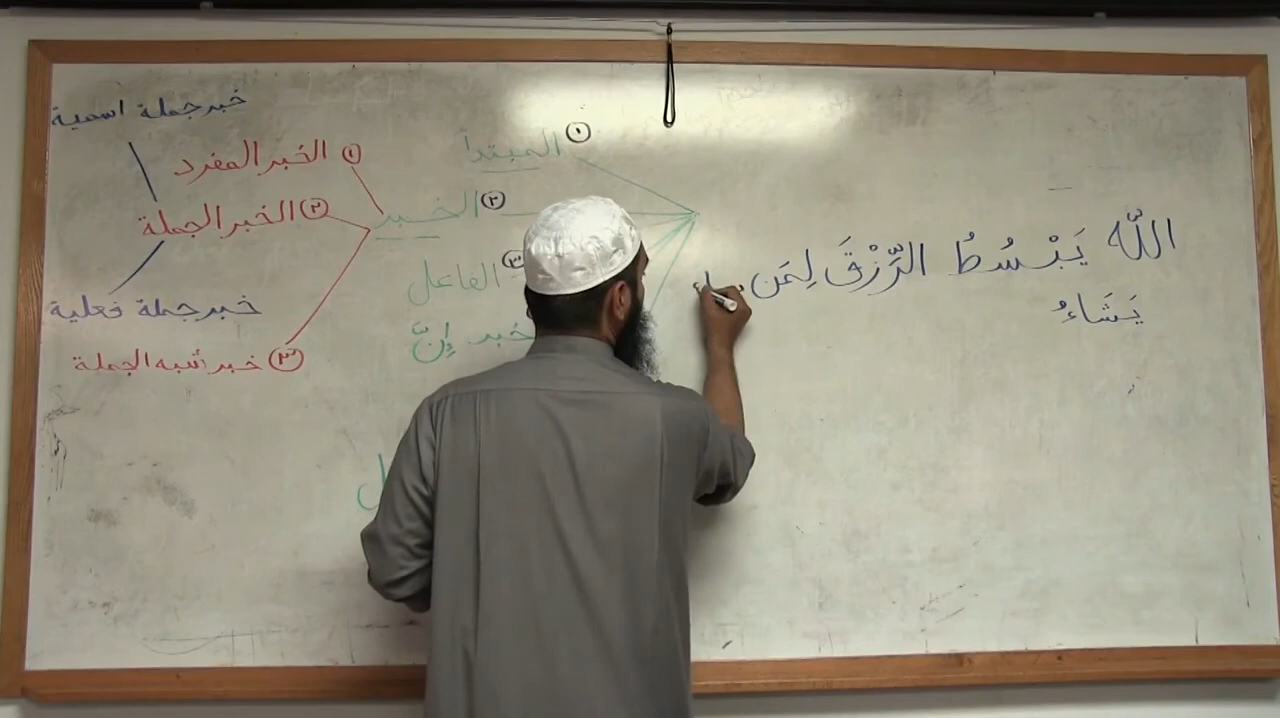 اللّه يَبْسُطُ الرِّزْقَ لِمَن
يَشَاءُ
١ المبتدأ
٢ الخبر
٣ الفاعل
خبر إنّ
١ الخبر المفرد
٢ الخبر الجملة
٣ خبر شبه الجملة
خبر جملة اسمية
خبر جملة فعلية